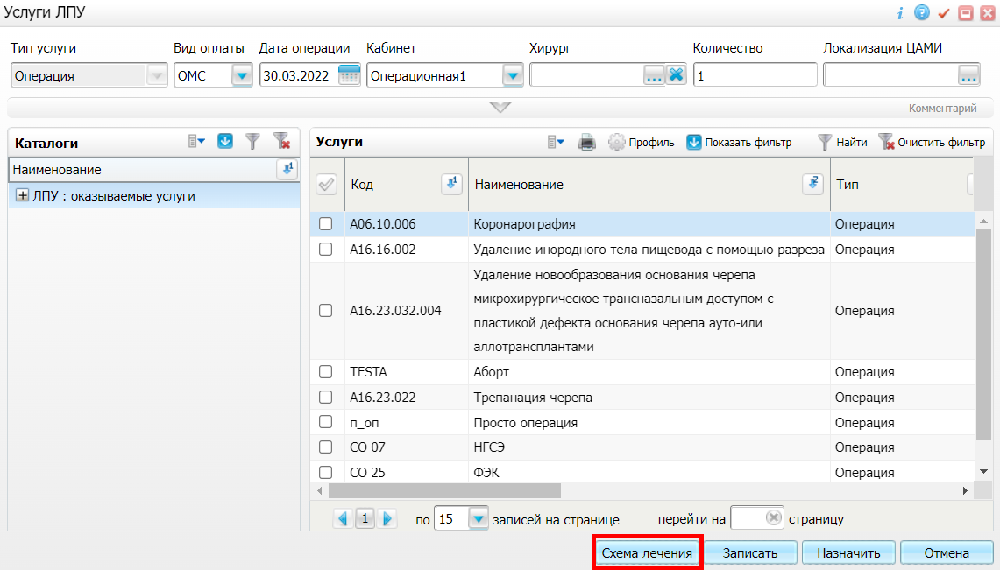 Услуги ЛПУ
Тип услуги Вид оплаты Дата операции Кабинет Хирург Количество Локализация ЦАМИ
Операция ОМС 30.03.2022 Операционная1 ... 1 ...
Комментарий
Каталоги
Наименование 1
ЛПУ : оказываемые услуги
Услуги Профиль Показать фильтр Найти Очистить фильтр
Код 1 Наименование 2 Тип
A06.10.006 Коронарография Операция
A16.16.002 Удаление инородного тела пищевода с помощью разреза Операция
Удаление новообразования основания черепа
микрохирургическое трансназальным доступом с
A16.23.032.004 Операция
пластикой дефекта основания черепа ауто-или
аллотрансплантами
TESTA Аборт Операция
A16.23.022 Трепанация черепа Операция
п_оп Просто операция Операция
СО 07 НГСЭ Операция
СО 25 ФЭК Операция
1 по 15 записей на странице перейти на страницу
Схема лечения Записать Назначить Отмена